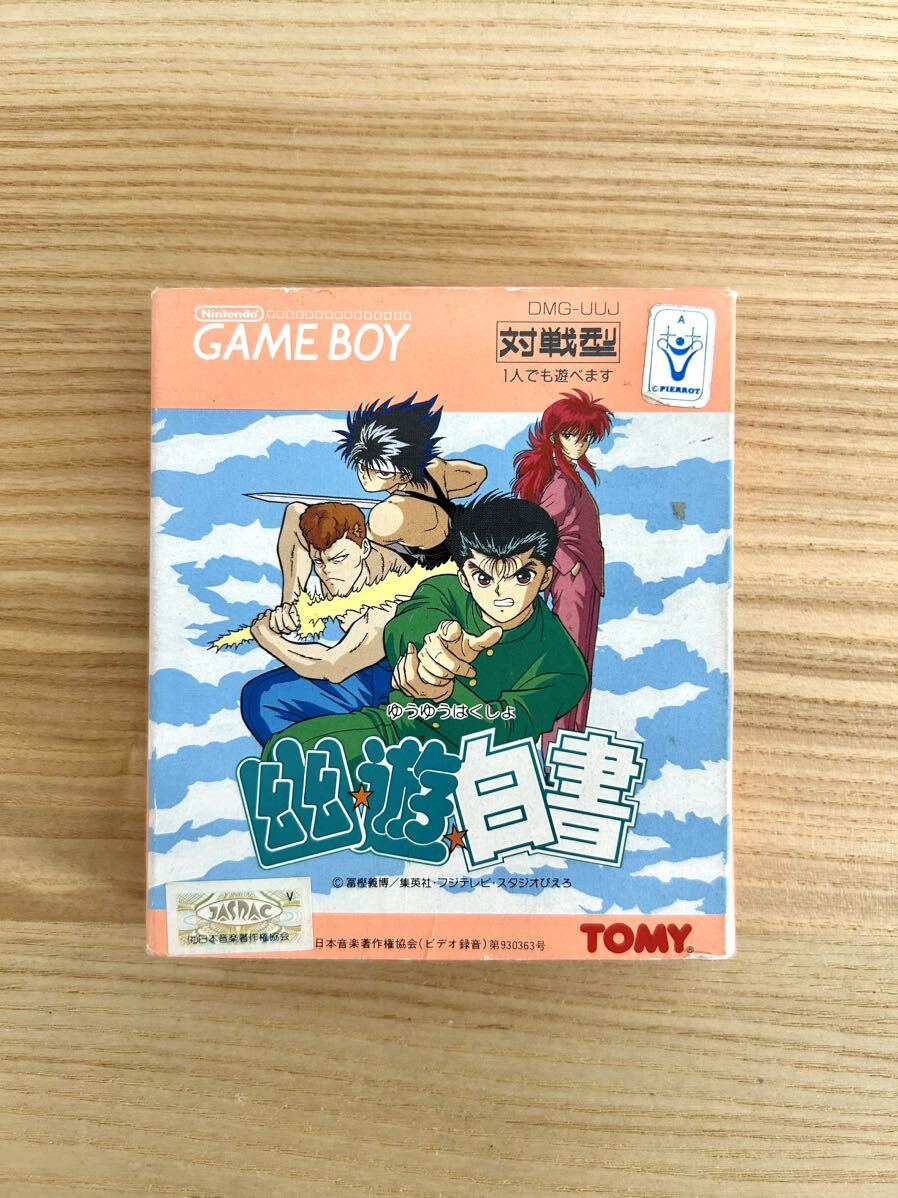 Nintendo
GAME BOY
DMG-UUJ
対戦型
1人でも遊べます
A
©PIERROT
ゆうゆうはくしょ
幽★遊★白書
© 冨樫義博/集英社・フジテレビ・スタジオぴえろ
V
JASRAC
(社)日本音楽著作権協会
日本音楽著作権協会(ビデオ録音)第930363号
TOMY®